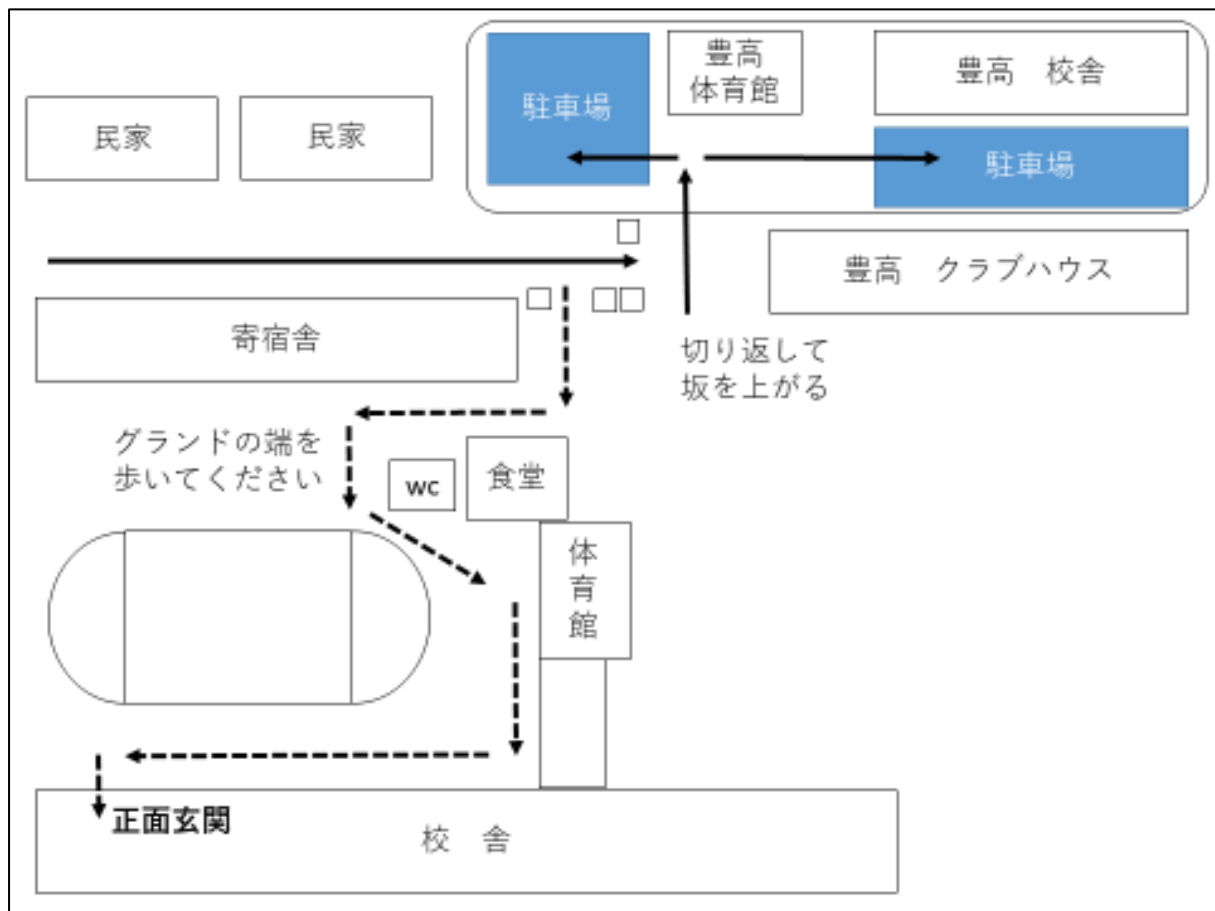 豊高
体育館
豊高　校舎
駐車場
民家
民家
駐車場
豊高　クラブハウス
寄宿舎
切り返して
坂を上がる
グランドの端を
歩いてください
wc
食堂
体
育
館
正面玄関
校　舎